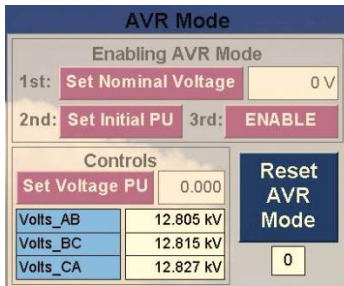 AVR Mode
Enabling AVR Mode
1st: Set Nominal Voltage 0 V
2nd: Set Initial PU 3rd: ENABLE
Controls
Set Voltage PU 0.000
Volts_AB 12.805 kV
Volts_BC 12.815 kV
Volts_CA 12.827 kV
Reset
AVR
Mode
0